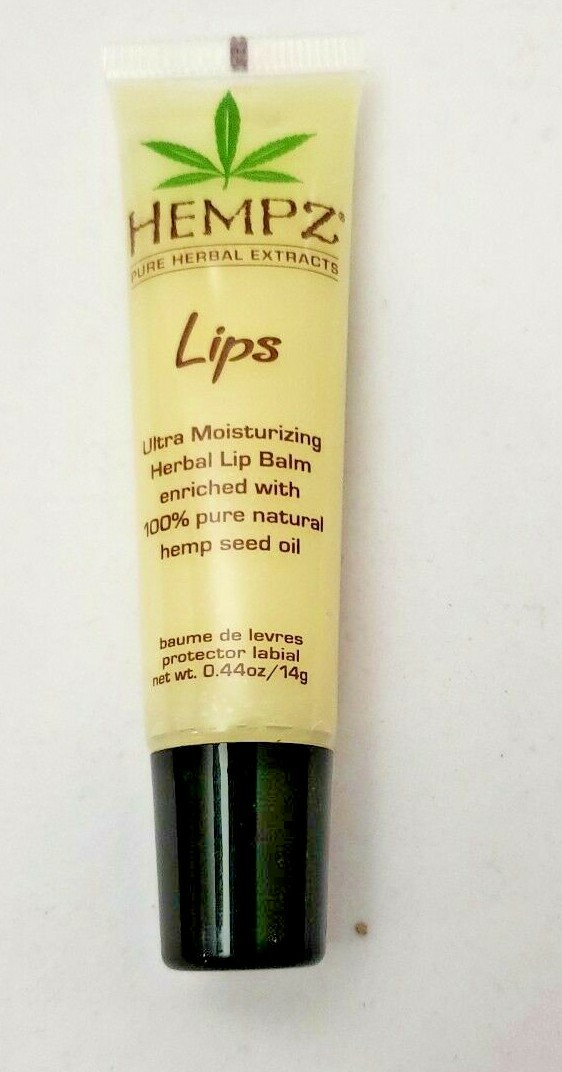 HEMPZ®
PURE HERBAL EXTRACTS
Lips
Ultra Moisturizing
Herbal Lip Balm
enriched with
100% pure natural
hemp seed oil
baume de levres
protector labial
net wt. 0.44oz/14g